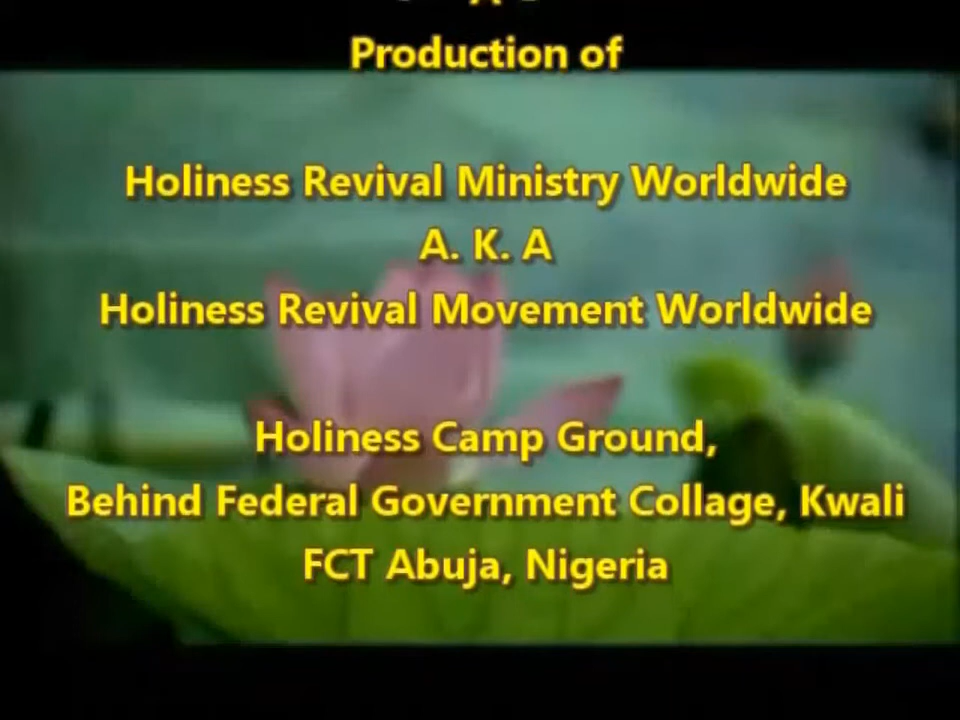 Production of
Holiness Revival Ministry Worldwide
A. K. A
Holiness Revival Movement Worldwide
Holiness Camp Ground,
Behind Federal Government Collage, Kwali
FCT Abuja, Nigeria